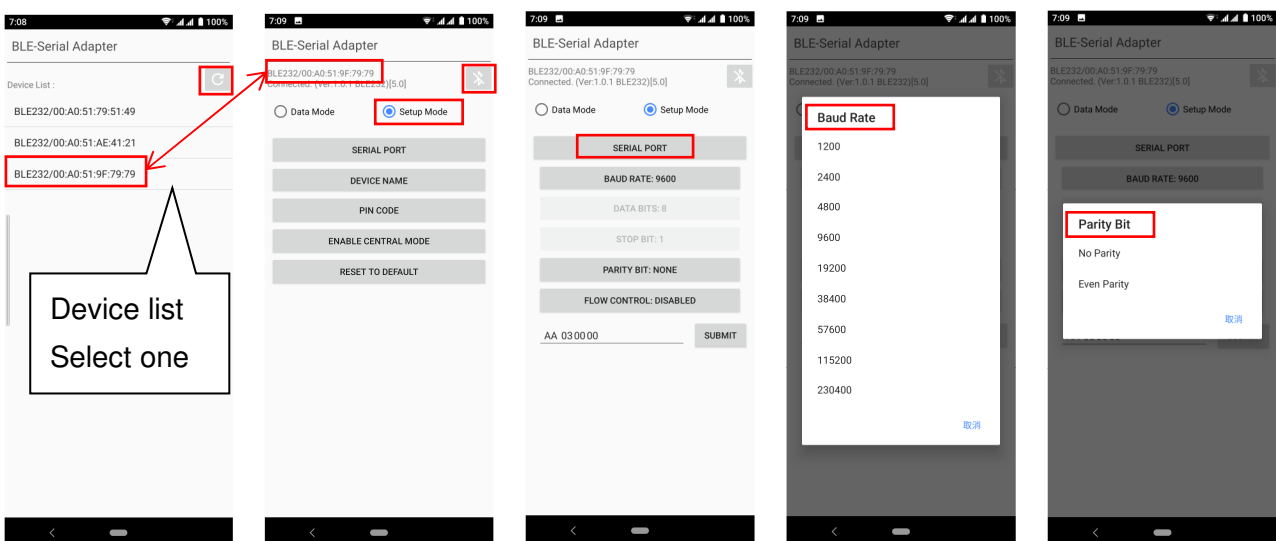 7:08 100%
BLE-Serial Adapter
Device List :
BLE232/00:A0:51:79:51:49
BLE232/00:A0:51:AE:41:21
BLE232/00:A0:51:9F:79:79
Device list
Select one
7:09 100%
BLE-Serial Adapter
BLE232/00:A0:51:9F:79:79
Connected. (Ver:1.0.1 BLE232)[5.0]
Data Mode Setup Mode
SERIAL PORT
DEVICE NAME
PIN CODE
ENABLE CENTRAL MODE
RESET TO DEFAULT
7:09 100%
BLE-Serial Adapter
BLE232/00:A0:51:9F:79:79
Connected. (Ver:1.0.1 BLE232)[5.0]
Data Mode Setup Mode
SERIAL PORT
BAUD RATE: 9600
DATA BITS: 8
STOP BIT: 1
PARITY BIT: NONE
FLOW CONTROL: DISABLED
AA 030000 SUBMIT
7:09 100%
BLE-Serial Adapter
BLE232/00:A0:51:9F:79:79
Connected. (Ver:1.0.1 BLE232)[5.0]
Baud Rate
1200
2400
4800
9600
19200
38400
57600
115200
230400
取消
7:09 100%
BLE-Serial Adapter
BLE232/00:A0:51:9F:79:79
Connected. (Ver:1.0.1 BLE232)[5.0]
Data Mode Setup Mode
SERIAL PORT
BAUD RATE: 9600
Parity Bit
No Parity
Even Parity
取消